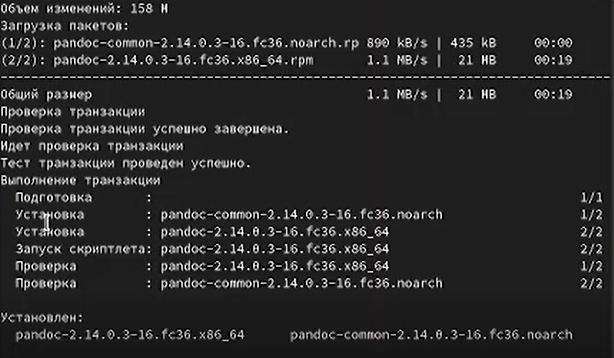 Объем изменений: 158 M
Загрузка пакетов:
(1/2): pandoc-common-2.14.0.3-16.fc36.noarch.rp 890 kB/s | 435 kB     00:00
(2/2): pandoc-2.14.0.3-16.fc36.x86_64.rpm       1.1 MB/s |  21 MB     00:19
--------------------------------------------------------------------------------
Общий размер                                    1.1 MB/s |  21 MB     00:19
Проверка транзакции
Проверка транзакции успешно завершена.
Идет проверка транзакции
Тест транзакции проведен успешно.
Выполнение транзакции
  Подготовка       :                                                        1/1
  Установка        : pandoc-common-2.14.0.3-16.fc36.noarch                  1/2
  Установка        : pandoc-2.14.0.3-16.fc36.x86_64                         2/2
  Запуск скриптлета: pandoc-2.14.0.3-16.fc36.x86_64                         2/2
  Проверка         : pandoc-2.14.0.3-16.fc36.x86_64                         1/2
  Проверка         : pandoc-common-2.14.0.3-16.fc36.noarch                  2/2
Установлен:
  pandoc-2.14.0.3-16.fc36.x86_64      pandoc-common-2.14.0.3-16.fc36.noarch